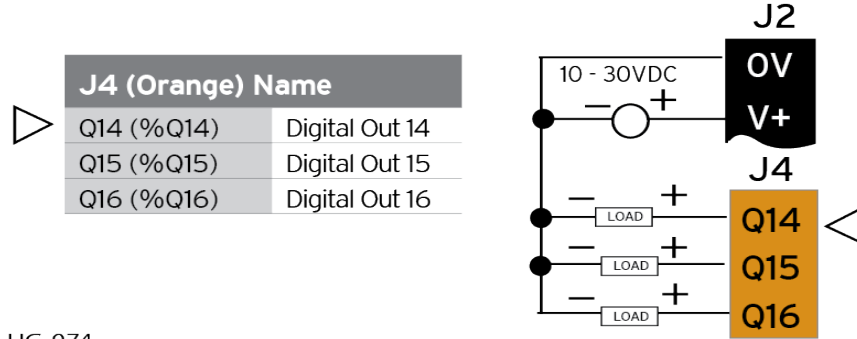 J4 (Orange) Name
Q14 (%Q14) Digital Out 14
Q15 (%Q15) Digital Out 15
Q16 (%Q16) Digital Out 16
J2
10 - 30VDC
0V
− +
V+
J4
− LOAD + Q14
− LOAD + Q15
− LOAD + Q16